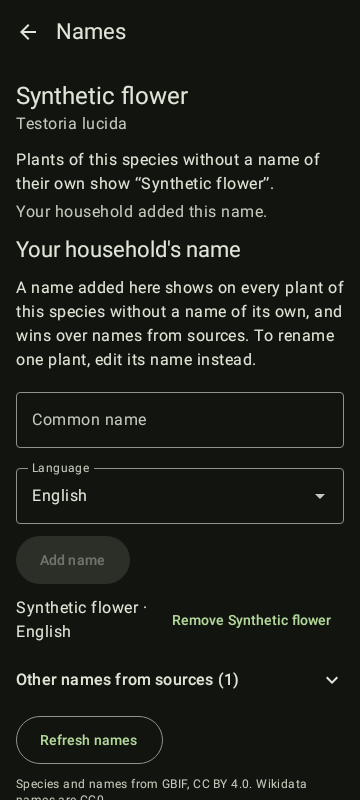 Names
Synthetic flower
Testoria lucida
Plants of this species without a name of
their own show “Synthetic flower”.
Your household added this name.
Your household's name
A name added here shows on every plant of
this species without a name of its own, and
wins over names from sources. To rename
one plant, edit its name instead.
Common name
Language
English
Add name
Synthetic flower ·
English
Remove Synthetic flower
Other names from sources (1)
Refresh names
Species and names from GBIF, CC BY 4.0. Wikidata
names are CC0